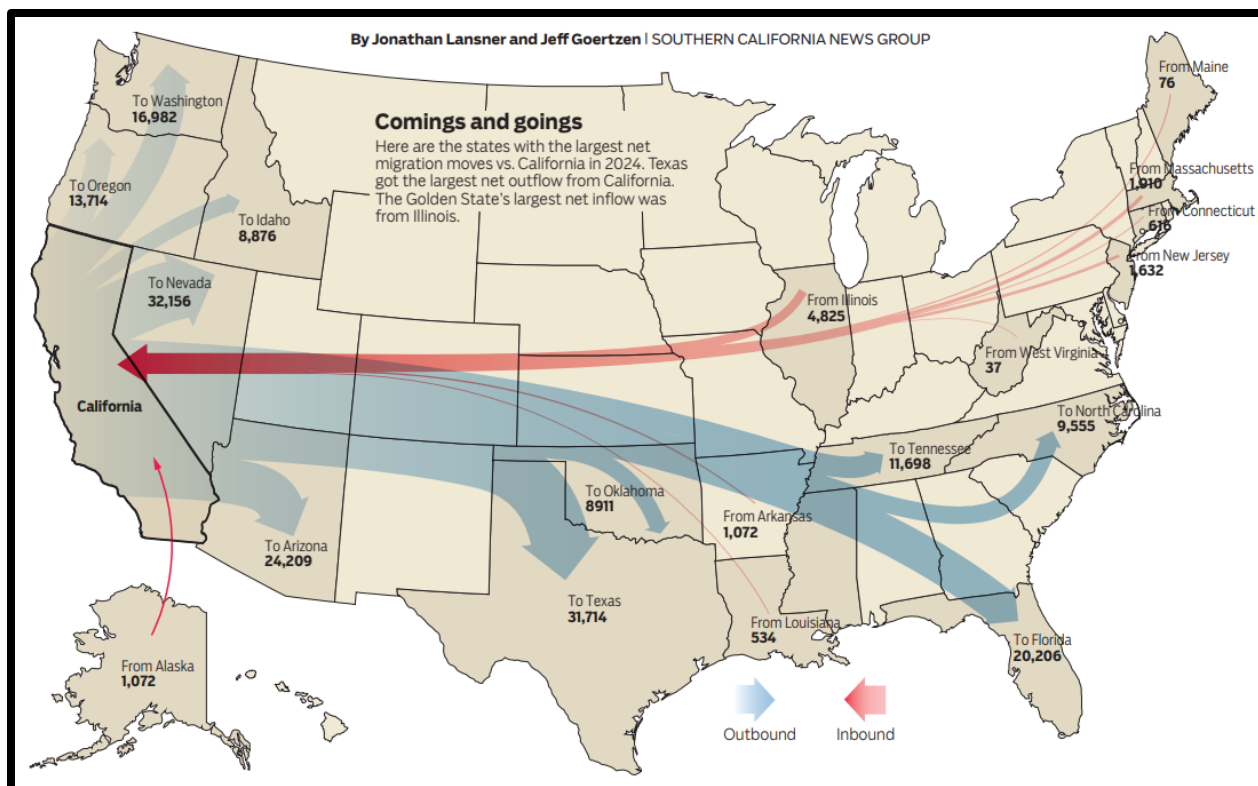 By Jonathan Lansner and Jeff Goertzen | SOUTHERN CALIFORNIA NEWS GROUP
Comings and goings
Here are the states with the largest net
migration moves vs. California in 2024. Texas
got the largest net outflow from California.
The Golden State's largest net inflow was
from Illinois.
From Maine
76
To Washington
16,982
From Massachusetts
1,910
To Oregon
13,714
From Connecticut
616
To Idaho
8,876
From New Jersey
1,632
To Nevada
32,156
From Illinois
4,825
From West Virginia
37
California
To North Carolina
9,555
To Tennessee
11,698
To Oklahoma
8911
From Arkansas
1,072
To Arizona
24,209
To Texas
31,714
From Louisiana
534
To Florida
20,206
From Alaska
1,072
Outbound
Inbound